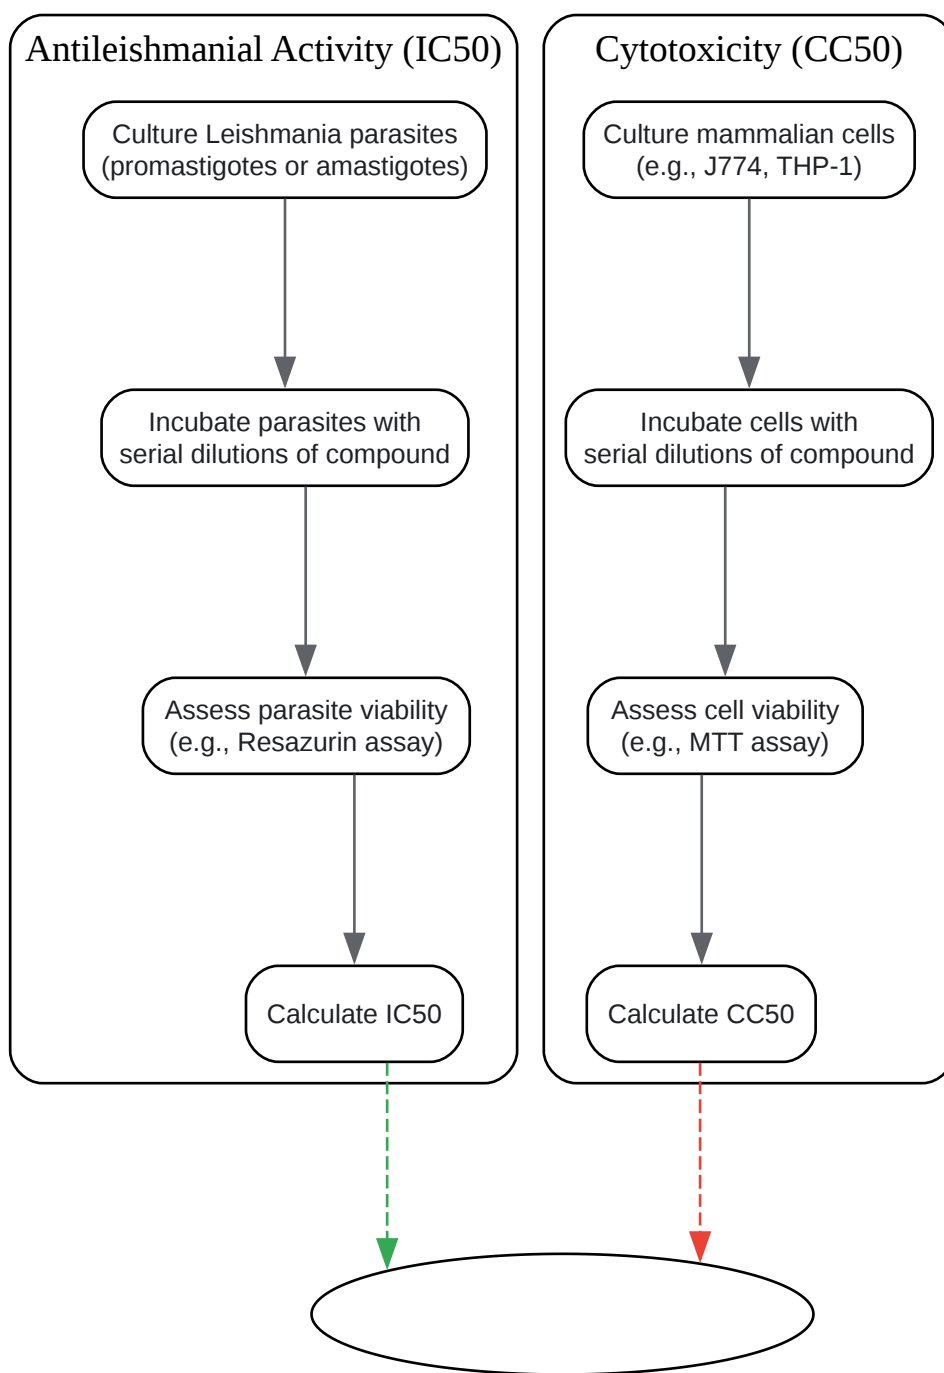 Antileishmanial Activity (IC50)
Culture Leishmania parasites
(promastigotes or amastigotes)
Incubate parasites with
serial dilutions of compound
Assess parasite viability
(e.g., Resazurin assay)
Calculate IC50
Cytotoxicity (CC50)
Culture mammalian cells
(e.g., J774, THP-1)
Incubate cells with
serial dilutions of compound
Assess cell viability
(e.g., MTT assay)
Calculate CC50